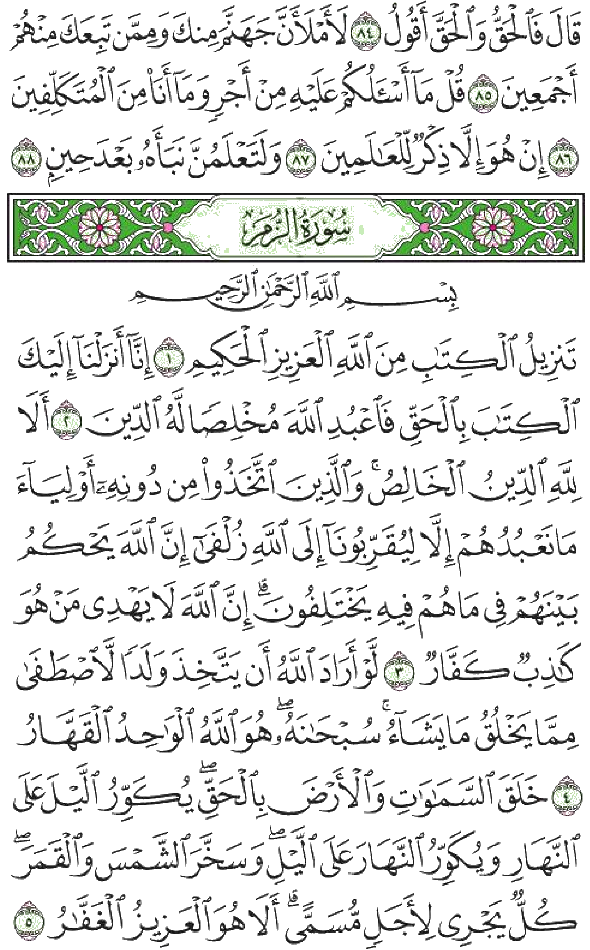 قَالَ فَٱلْحَقُّ وَٱلْحَقَّ أَقُولُ ٨٤ لَأَمْلَأَنَّ جَهَنَّمَ مِنكَ وَمِمَّن تَبِعَكَ مِنْهُمْ
أَجْمَعِينَ ٨٥ قُلْ مَآ أَسْـَٔلُكُمْ عَلَيْهِ مِنْ أَجْرٍ وَمَآ أَنَا۠ مِنَ ٱلْمُتَكَلِّفِينَ
٨٦ إِنْ هُوَ إِلَّا ذِكْرٌ لِّلْعَـٰلَمِينَ ٨٧ وَلَتَعْلَمُنَّ نَبَأَهُۥ بَعْدَ حِينٍۭ ٨٨
سُورَةُ الزُّمَرِ
بِسْمِ ٱللَّهِ ٱلرَّحْمَـٰنِ ٱلرَّحِيمِ
تَنزِيلُ ٱلْكِتَـٰبِ مِنَ ٱللَّهِ ٱلْعَزِيزِ ٱلْحَكِيمِ ١ إِنَّآ أَنزَلْنَآ إِلَيْكَ
ٱلْكِتَـٰبَ بِٱلْحَقِّ فَٱعْبُدِ ٱللَّهَ مُخْلِصًا لَّهُ ٱلدِّينَ ٢ أَلَا
لِلَّهِ ٱلدِّينُ ٱلْخَالِصُ ۚ وَٱلَّذِينَ ٱتَّخَذُوا۟ مِن دُونِهِۦٓ أَوْلِيَآءَ
مَا نَعْبُدُهُمْ إِلَّا لِيُقَرِّبُونَآ إِلَى ٱللَّهِ زُلْفَىٰٓ إِنَّ ٱللَّهَ يَحْكُمُ
بَيْنَهُمْ فِى مَا هُمْ فِيهِ يَخْتَلِفُونَ ۗ إِنَّ ٱللَّهَ لَا يَهْدِى مَنْ هُوَ
كَـٰذِبٌ كَفَّارٌ ٣ لَّوْ أَرَادَ ٱللَّهُ أَن يَتَّخِذَ وَلَدًا لَّٱصْطَفَىٰ
مِمَّا يَخْلُقُ مَا يَشَآءُ ۚ سُبْحَـٰنَهُۥ ۖ هُوَ ٱللَّهُ ٱلْوَٰحِدُ ٱلْقَهَّارُ
٤ خَلَقَ ٱلسَّمَـٰوَٰتِ وَٱلْأَرْضَ بِٱلْحَقِّ ۖ يُكَوِّرُ ٱلَّيْلَ عَلَى
ٱلنَّهَارِ وَيُكَوِّرُ ٱلنَّهَارَ عَلَى ٱلَّيْلِ ۖ وَسَخَّرَ ٱلشَّمْسَ وَٱلْقَمَرَ ۖ
كُلٌّ يَجْرِى لِأَجَلٍ مُّسَمًّى ۗ أَلَا هُوَ ٱلْعَزِيزُ ٱلْغَفَّـٰرُ ٥